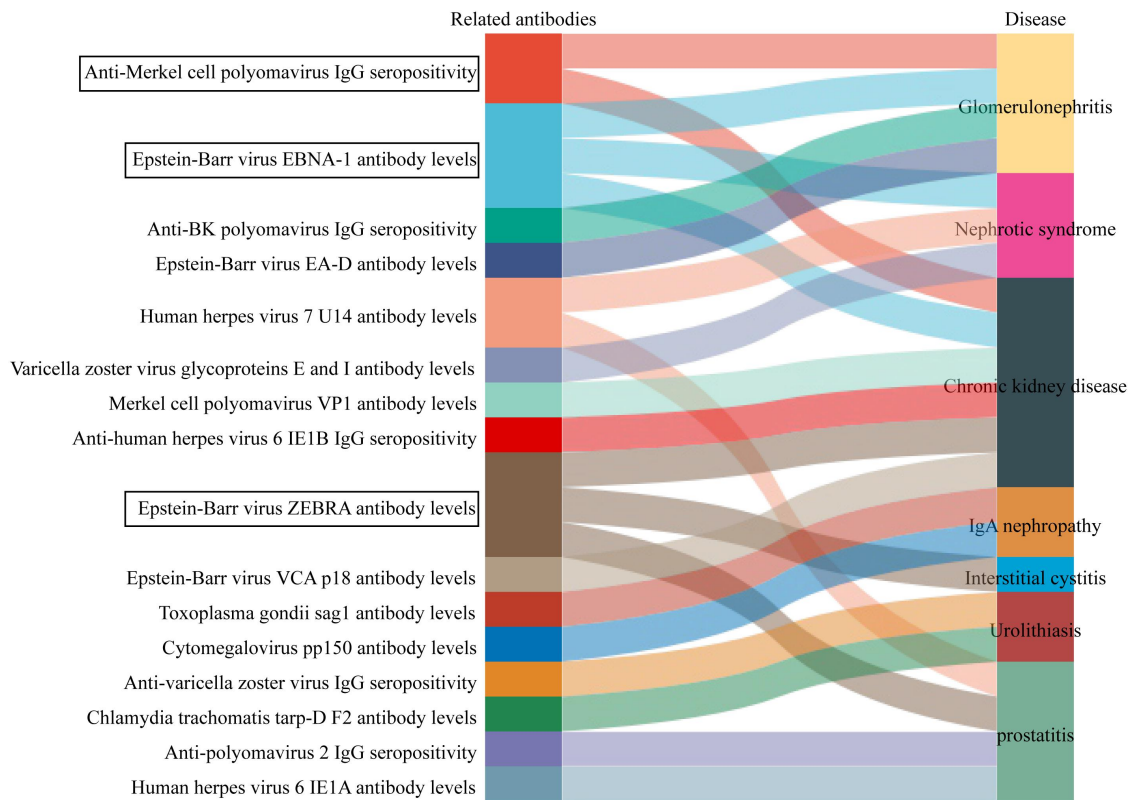 Related antibodies
Disease
Anti-Merkel cell polyomavirus IgG seropositivity
Epstein-Barr virus EBNA-1 antibody levels
Anti-BK polyomavirus IgG seropositivity
Epstein-Barr virus EA-D antibody levels
Human herpes virus 7 U14 antibody levels
Varicella zoster virus glycoproteins E and I antibody levels
Merkel cell polyomavirus VP1 antibody levels
Anti-human herpes virus 6 IE1B IgG seropositivity
Epstein-Barr virus ZEBRA antibody levels
Epstein-Barr virus VCA p18 antibody levels
Toxoplasma gondii sag1 antibody levels
Cytomegalovirus pp150 antibody levels
Anti-varicella zoster virus IgG seropositivity
Chlamydia trachomatis tarp-D F2 antibody levels
Anti-polyomavirus 2 IgG seropositivity
Human herpes virus 6 IE1A antibody levels
Glomerulonephritis
Nephrotic syndrome
Chronic kidney disease
IgA nephropathy
Interstitial cystitis
Urolithiasis
prostatitis